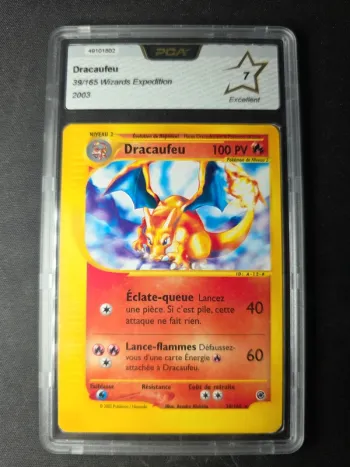 49101902
PGA
Dracaufeu
39/165 Wizards Expedition
2003
7
Excellent
NIVEAU 2
Dracaufeu 100 PV
Éclate-queue Lancez
une pièce. Si c'est pile, cette
attaque ne fait rien.
40
Lance-flammes Défaussez-
vous d'une carte Énergie
attachée à Dracaufeu.
60
Faiblesse Résistance Coût de retraite